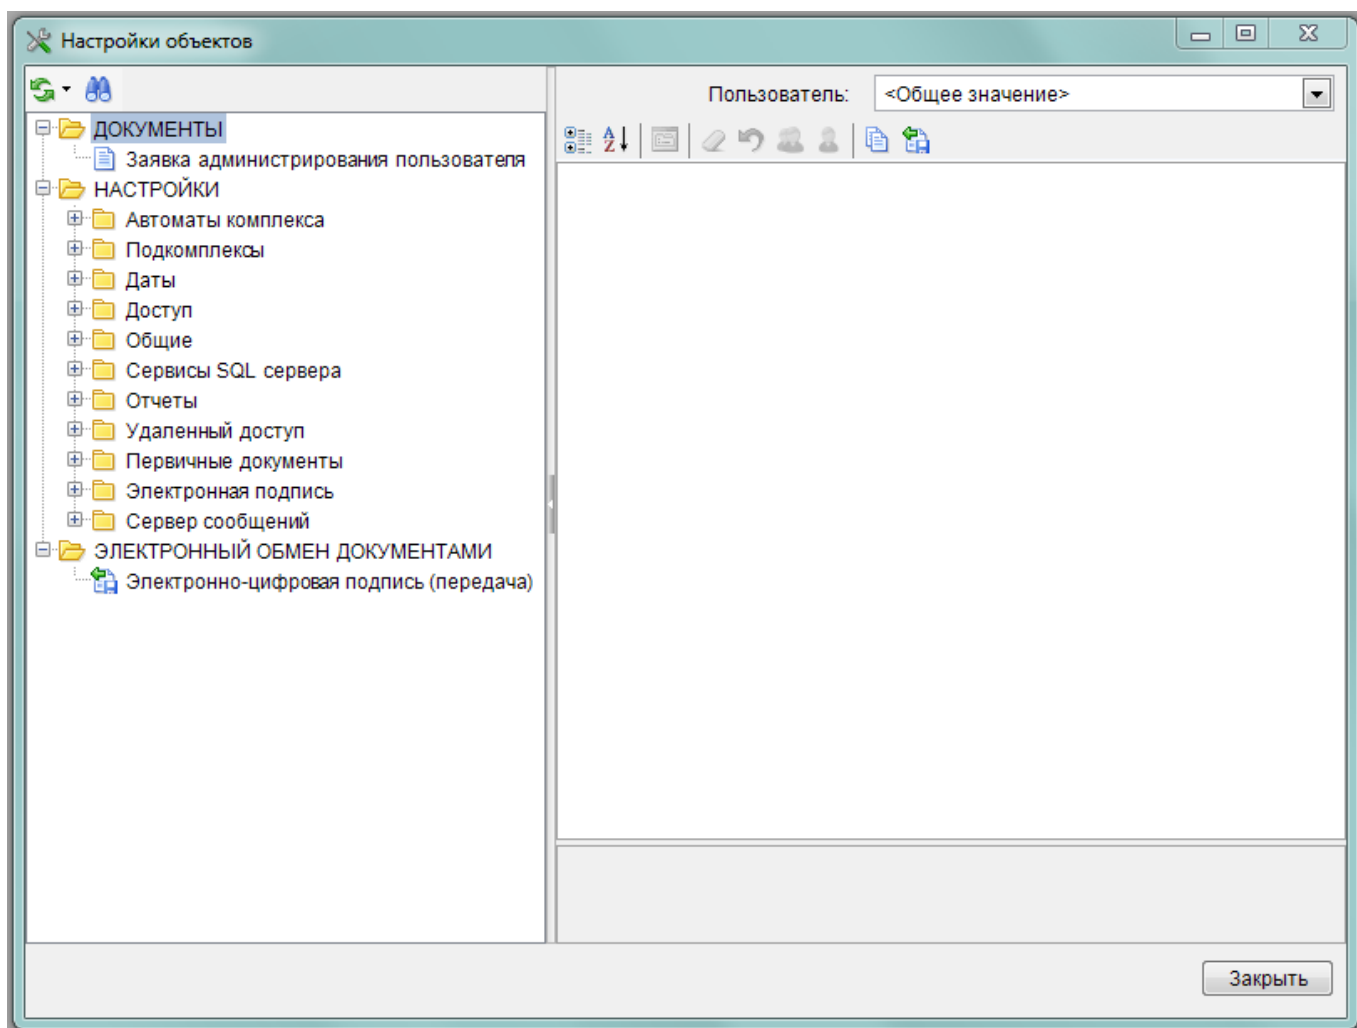 Настройки объектов
Пользователь: <Общее значение>
ДОКУМЕНТЫ
Заявка администрирования пользователя
НАСТРОЙКИ
Автоматы комплекса
Подкомплексы
Даты
Доступ
Общие
Сервисы SQL сервера
Отчеты
Удаленный доступ
Первичные документы
Электронная подпись
Сервер сообщений
ЭЛЕКТРОННЫЙ ОБМЕН ДОКУМЕНТАМИ
Электронно-цифровая подпись (передача)
Закрыть